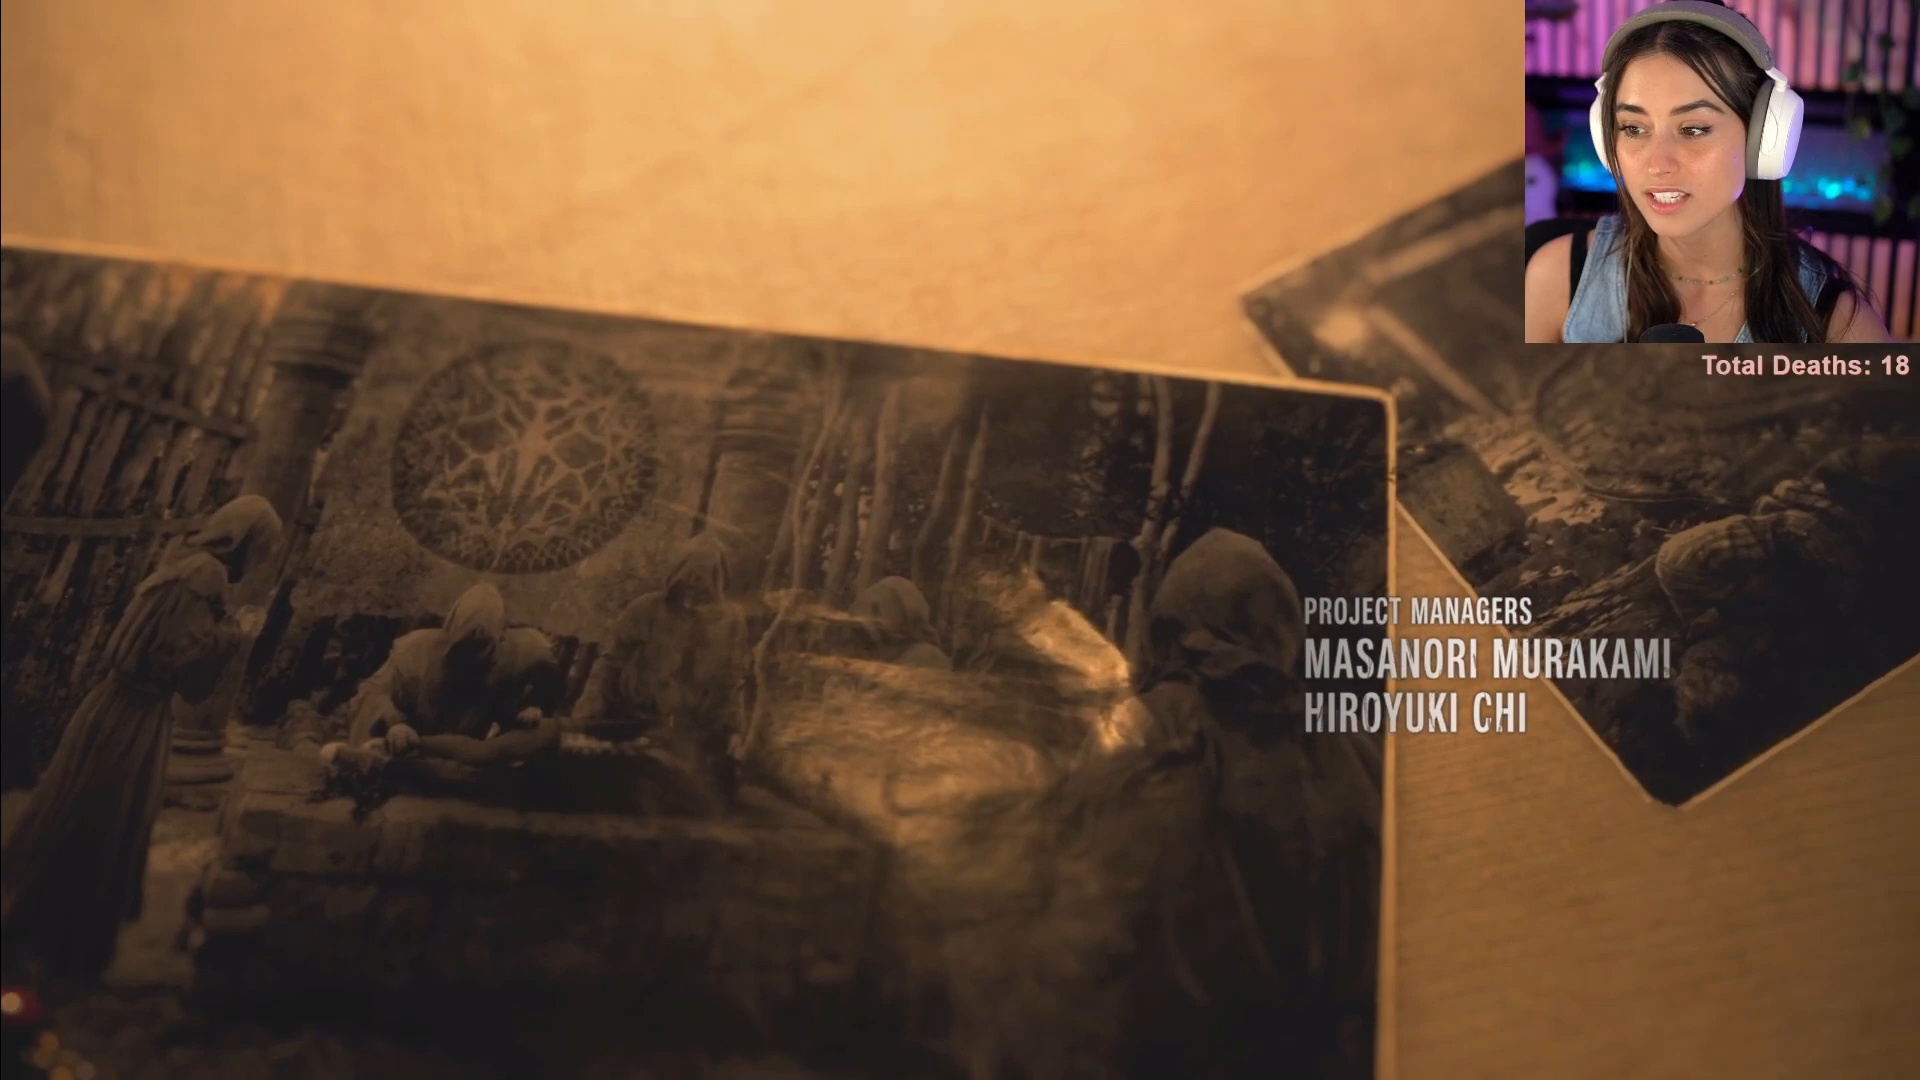 Total Deaths: 18
PROJECT MANAGERS
MASANORI MURAKAMI
HIROYUKI CHI